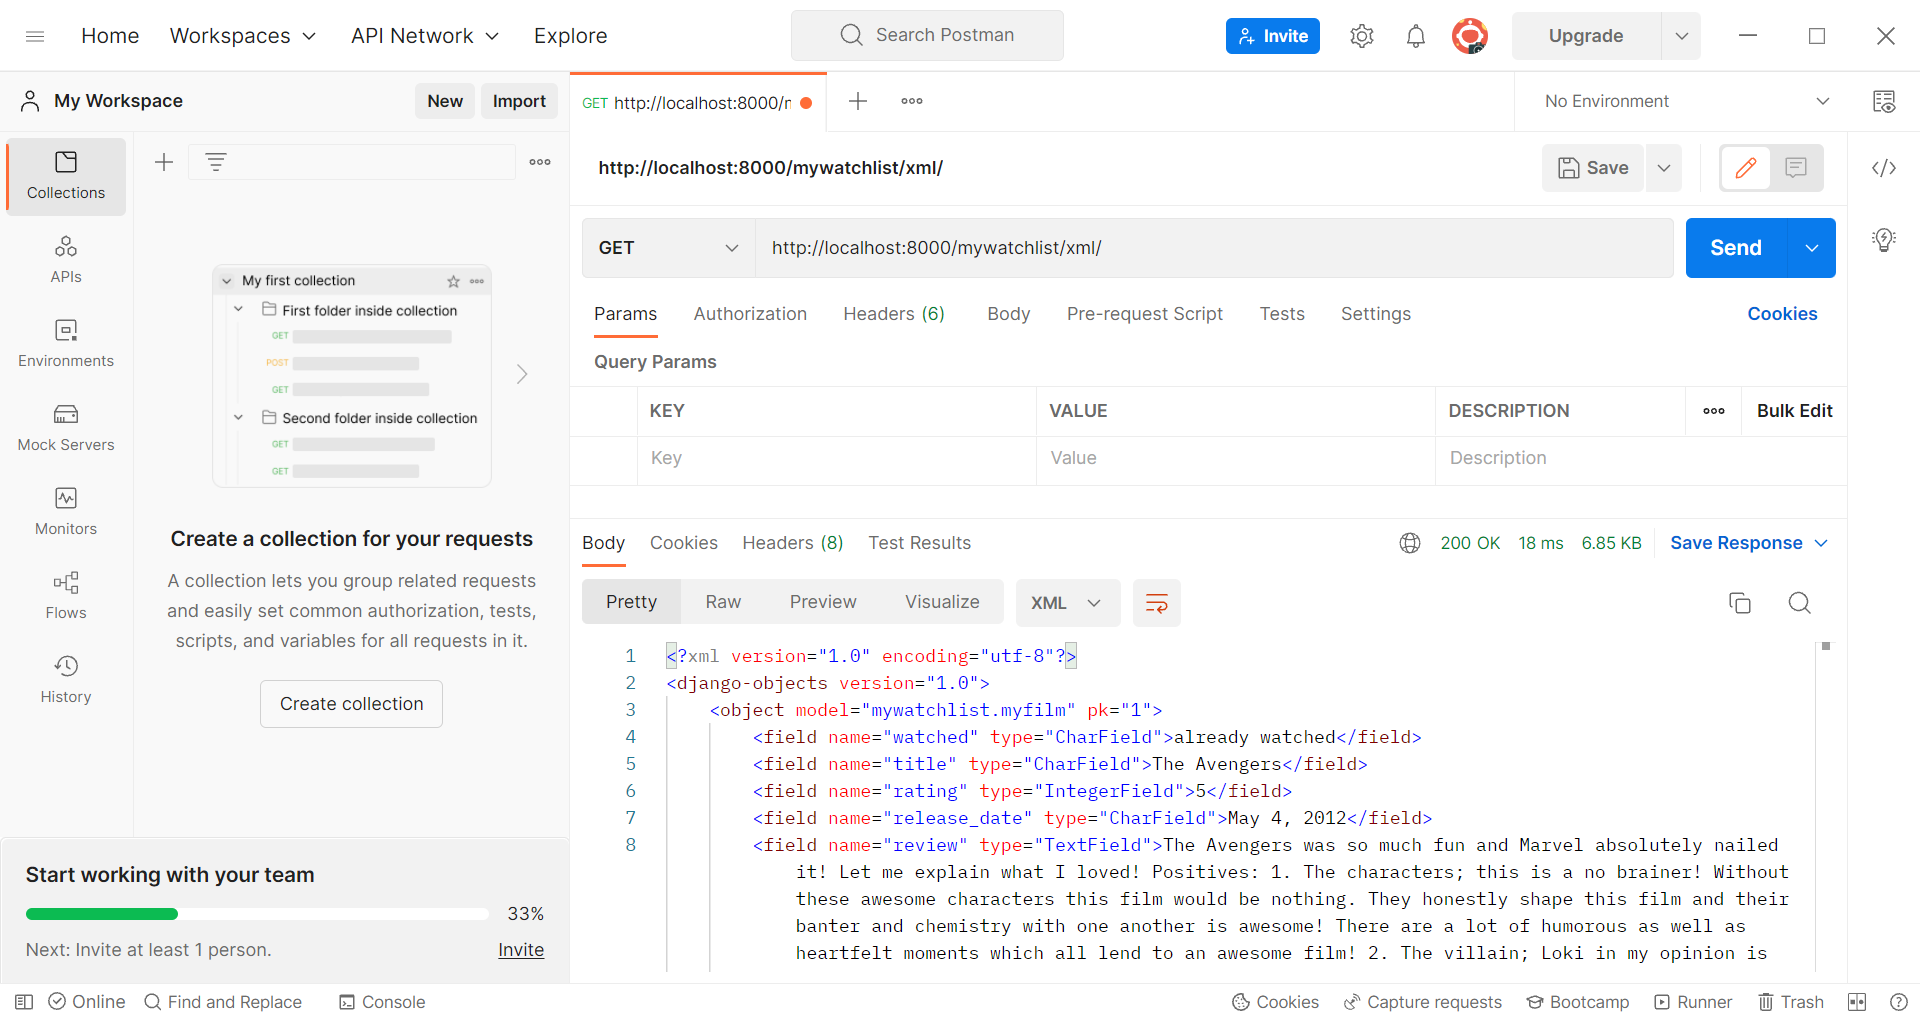 Home Workspaces API Network Explore Search Postman Invite Upgrade
My Workspace New Import GET http://localhost:8000/n No Environment
Collections
APIs
Environments
Mock Servers
Monitors
Flows
History
My first collection
First folder inside collection
GET
POST
GET
Second folder inside collection
GET
GET
Create a collection for your requests
A collection lets you group related requests
and easily set common authorization, tests,
scripts, and variables for all requests in it.
Create collection
Start working with your team
33%
Next: Invite at least 1 person. Invite
http://localhost:8000/mywatchlist/xml/ Save
GET http://localhost:8000/mywatchlist/xml/ Send
Params Authorization Headers (6) Body Pre-request Script Tests Settings Cookies
Query Params
KEY VALUE DESCRIPTION Bulk Edit
Key Value Description
Body Cookies Headers (8) Test Results 200 OK 18 ms 6.85 KB Save Response
Pretty Raw Preview Visualize XML
1 <?xml version="1.0" encoding="utf-8"?>
2 <django-objects version="1.0">
3 <object model="mywatchlist.myfilm" pk="1">
4 <field name="watched" type="CharField">already watched</field>
5 <field name="title" type="CharField">The Avengers</field>
6 <field name="rating" type="IntegerField">5</field>
7 <field name="release_date" type="CharField">May 4, 2012</field>
8 <field name="review" type="TextField">The Avengers was so much fun and Marvel absolutely nailed
it! Let me explain what I loved! Positives: 1. The characters; this is a no brainer! Without
these awesome characters this film would be nothing. They honestly shape this film and their
banter and chemistry with one another is awesome! There are a lot of humorous as well as
heartfelt moments which all lend to an awesome film! 2. The villain; Loki in my opinion is
Online Find and Replace Console Cookies Capture requests Bootcamp Runner Trash